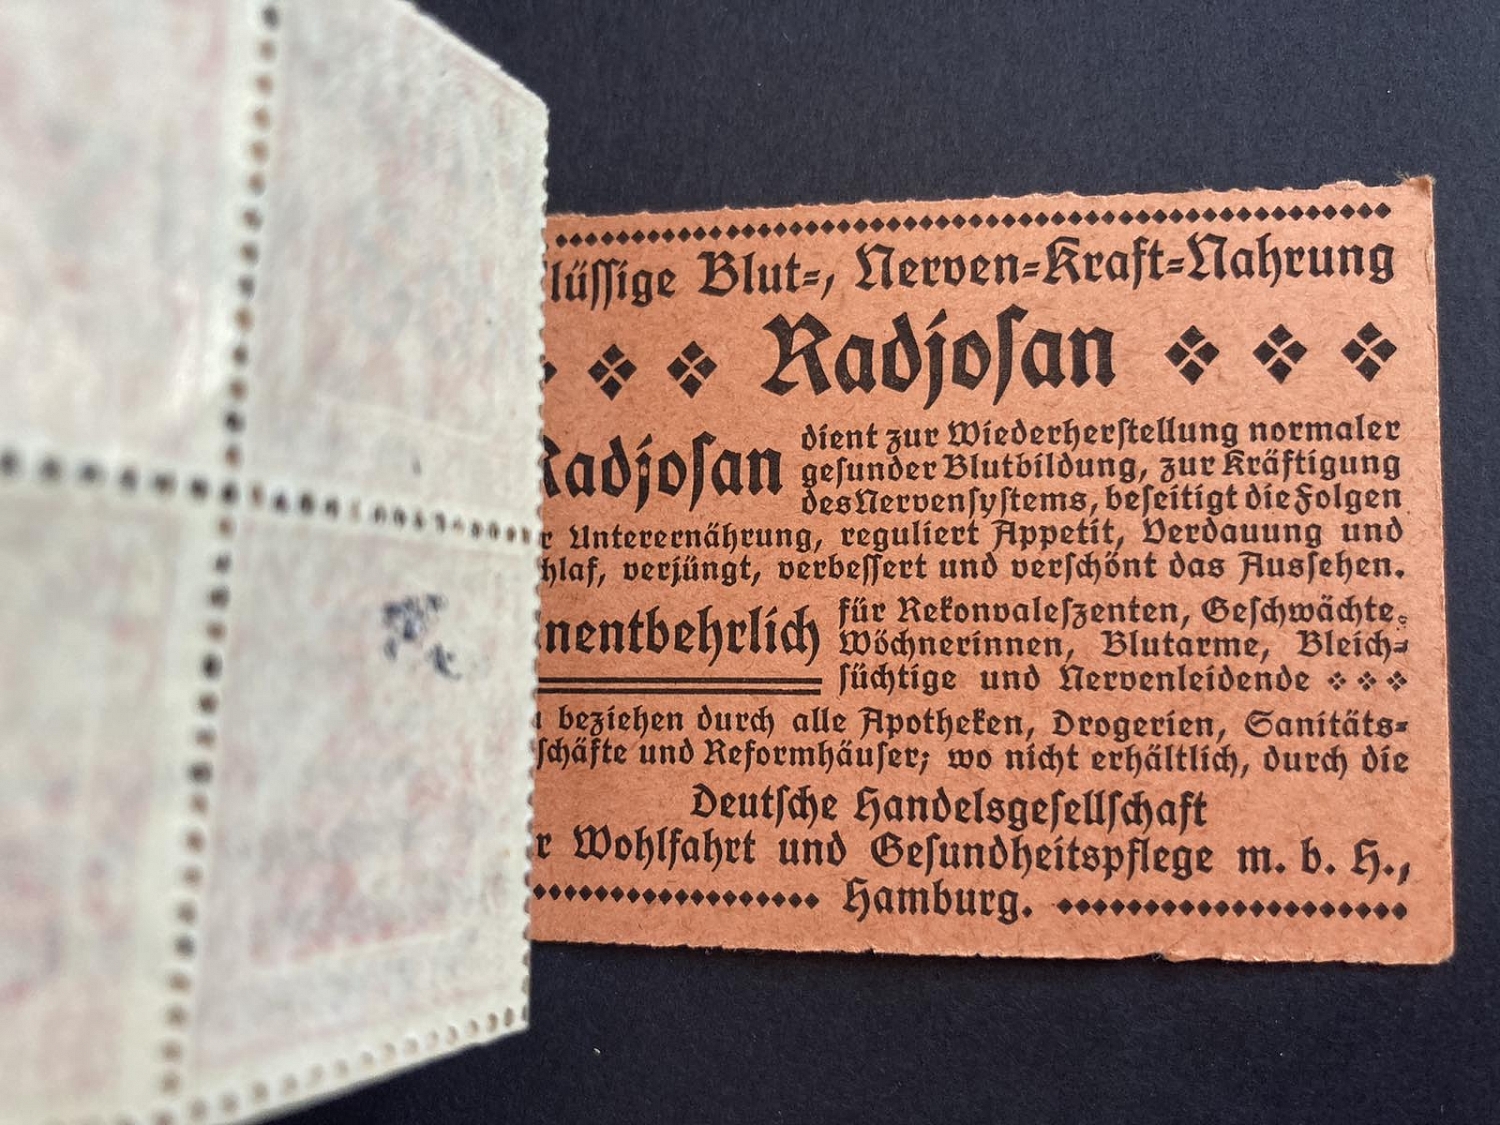 lüssige Blut-, Nerven-Kraft-Nahrung
Radjosan
Radjosan dient zur Wiederherstellung normaler
gesunder Blutbildung, zur Kräftigung
des Nervensystems, beseitigt die Folgen
r Unterernährung, reguliert Appetit, Verdauung und
hlaf, verjüngt, verbessert und verschönt das Aussehen.
nentbehrlich für Rekonvaleszenten, Geschwächte,
Wöchnerinnen, Blutarme, Bleich-
süchtige und Nervenleidende
beziehen durch alle Apotheken, Drogerien, Sanitäts-
schäfte und Reformhäuser; wo nicht erhältlich, durch die
Deutsche Handelsgesellschaft
r Wohlfahrt und Gesundheitspflege m. b. H.,
Hamburg.